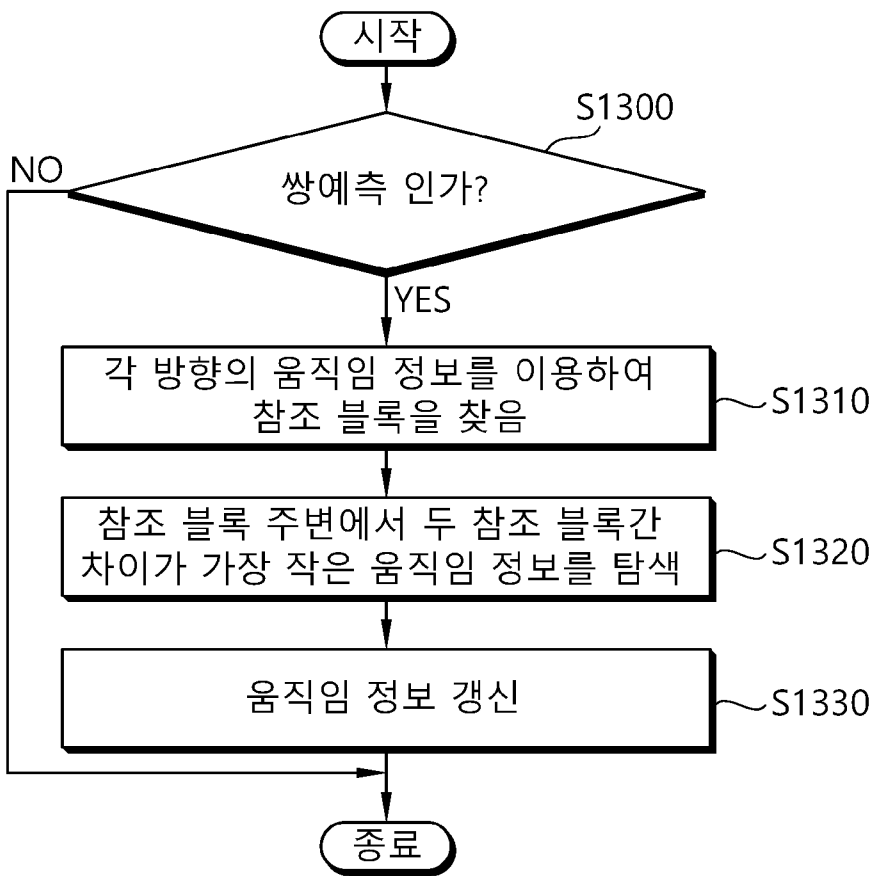 시작
S1300
NO
쌍예측 인가?
YES
각 방향의 움직임 정보를 이용하여
참조 블록을 찾음
S1310
참조 블록 주변에서 두 참조 블록간
차이가 가장 작은 움직임 정보를 탐색
S1320
움직임 정보 갱신
S1330
종료